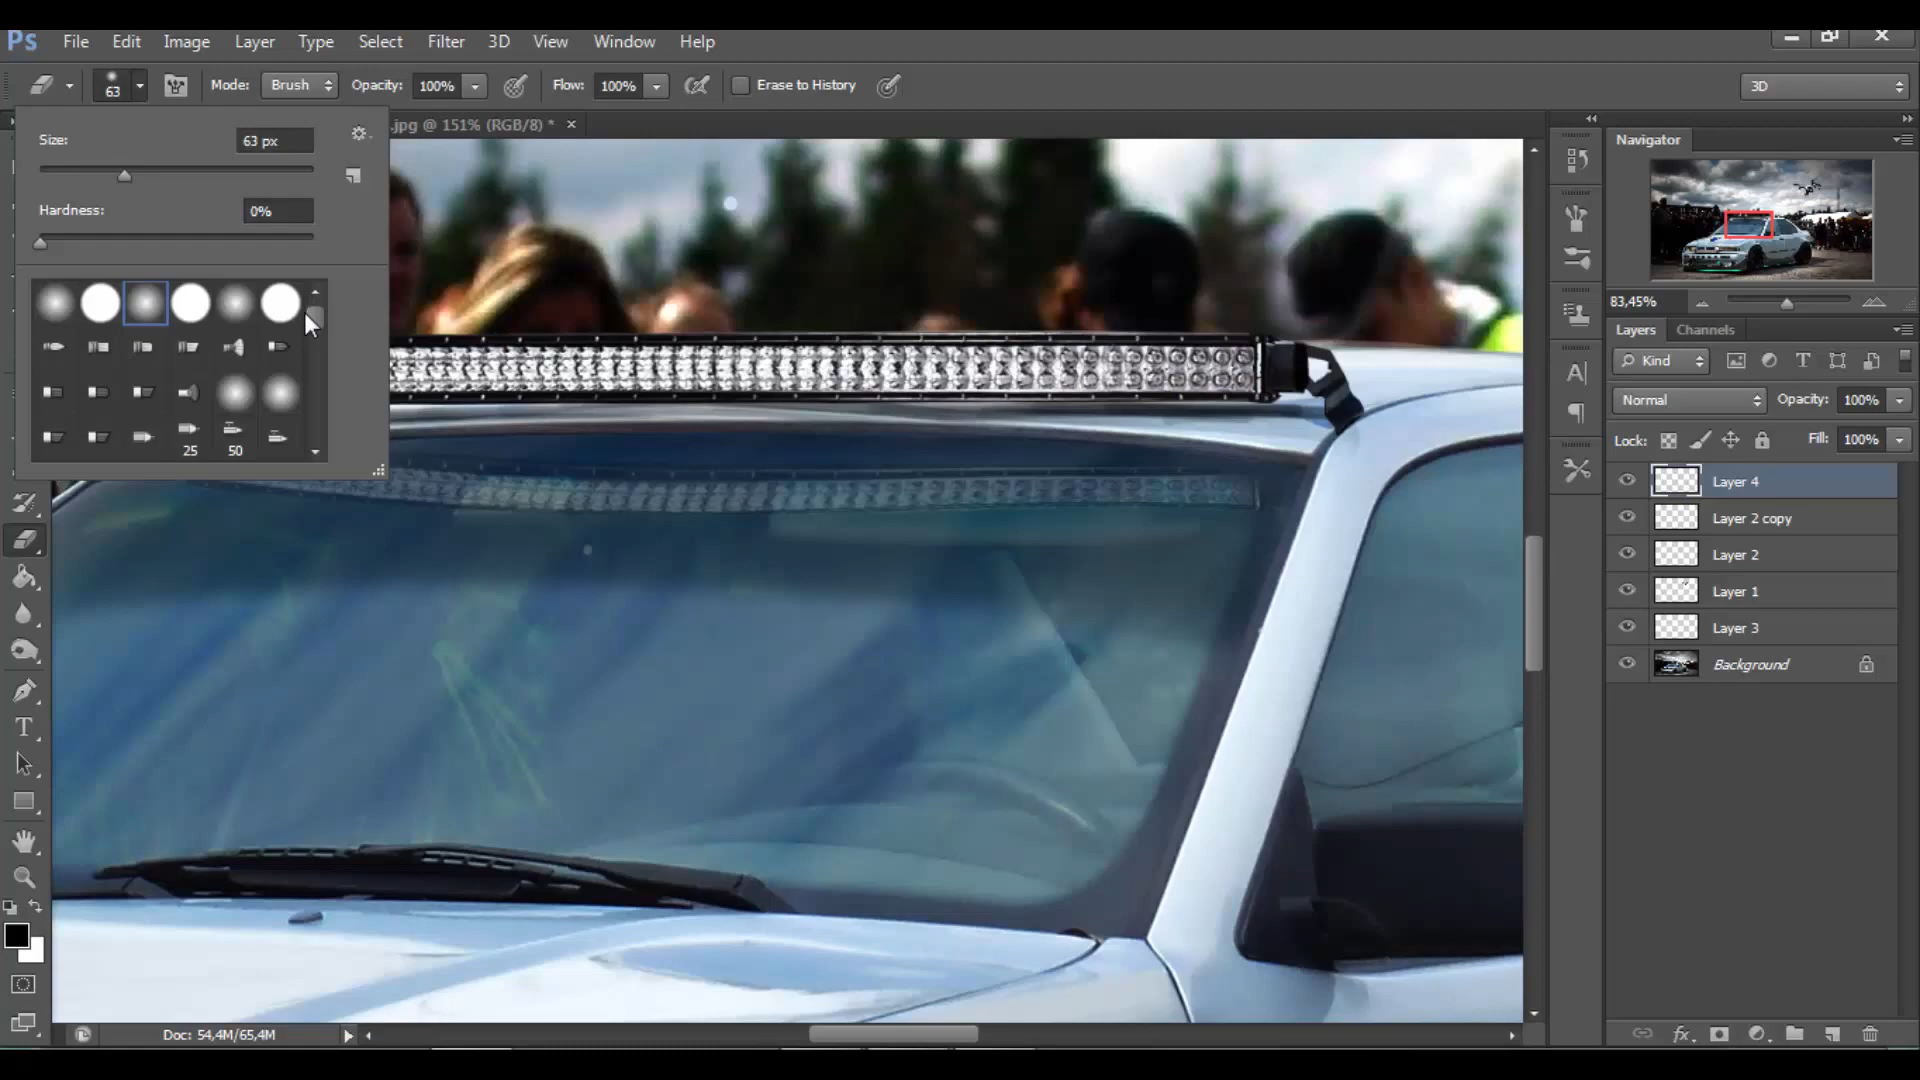 Ps File Edit Image Layer Type Select Filter 3D View Window Help
63 Mode: Brush Opacity: 100% Flow: 100% Erase to History 3D
.jpg @ 151% (RGB/8) *
Size: 63 px
Hardness: 0%
25 50
Navigator
83,45%
Layers Channels
Kind
Normal Opacity: 100%
Lock: Fill: 100%
Layer 4
Layer 2 copy
Layer 2
Layer 1
Layer 3
Background
Doc: 54,4M/65,4M